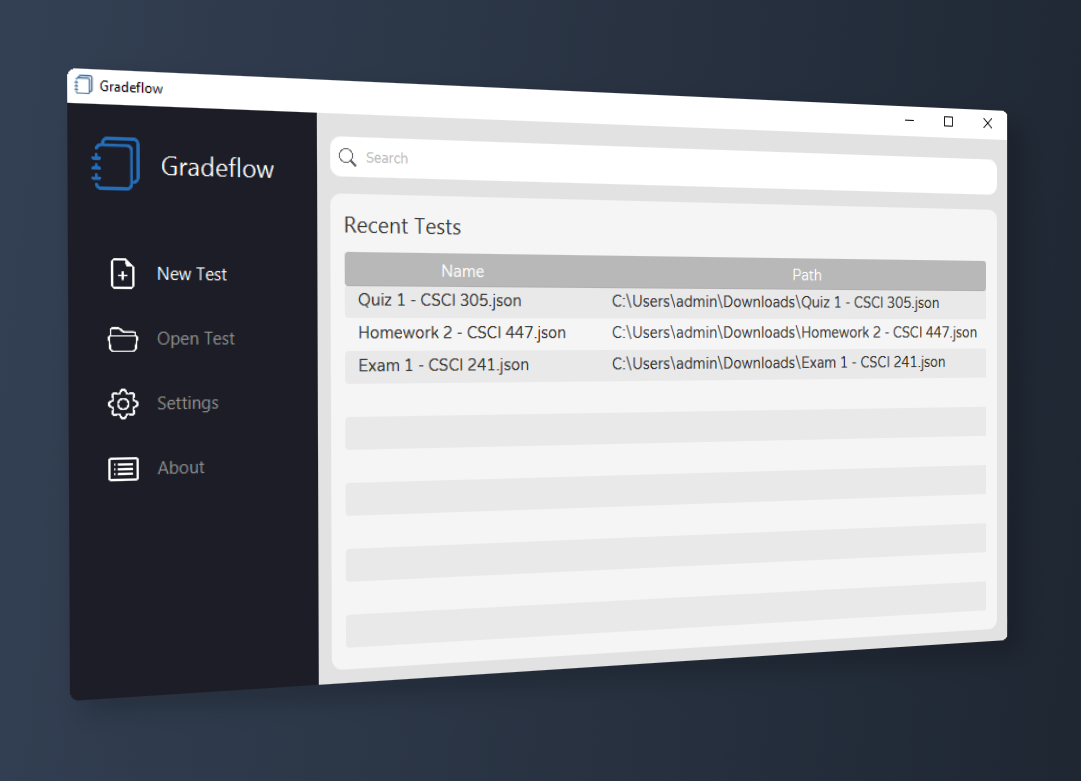 Gradeflow
Gradeflow
Search
Recent Tests
Name Path
Quiz 1 - CSCI 305.json C:\Users\admin\Downloads\Quiz 1 - CSCI 305.json
Homework 2 - CSCI 447.json C:\Users\admin\Downloads\Homework 2 - CSCI 447.json
Exam 1 - CSCI 241.json C:\Users\admin\Downloads\Exam 1 - CSCI 241.json
New Test
Open Test
Settings
About